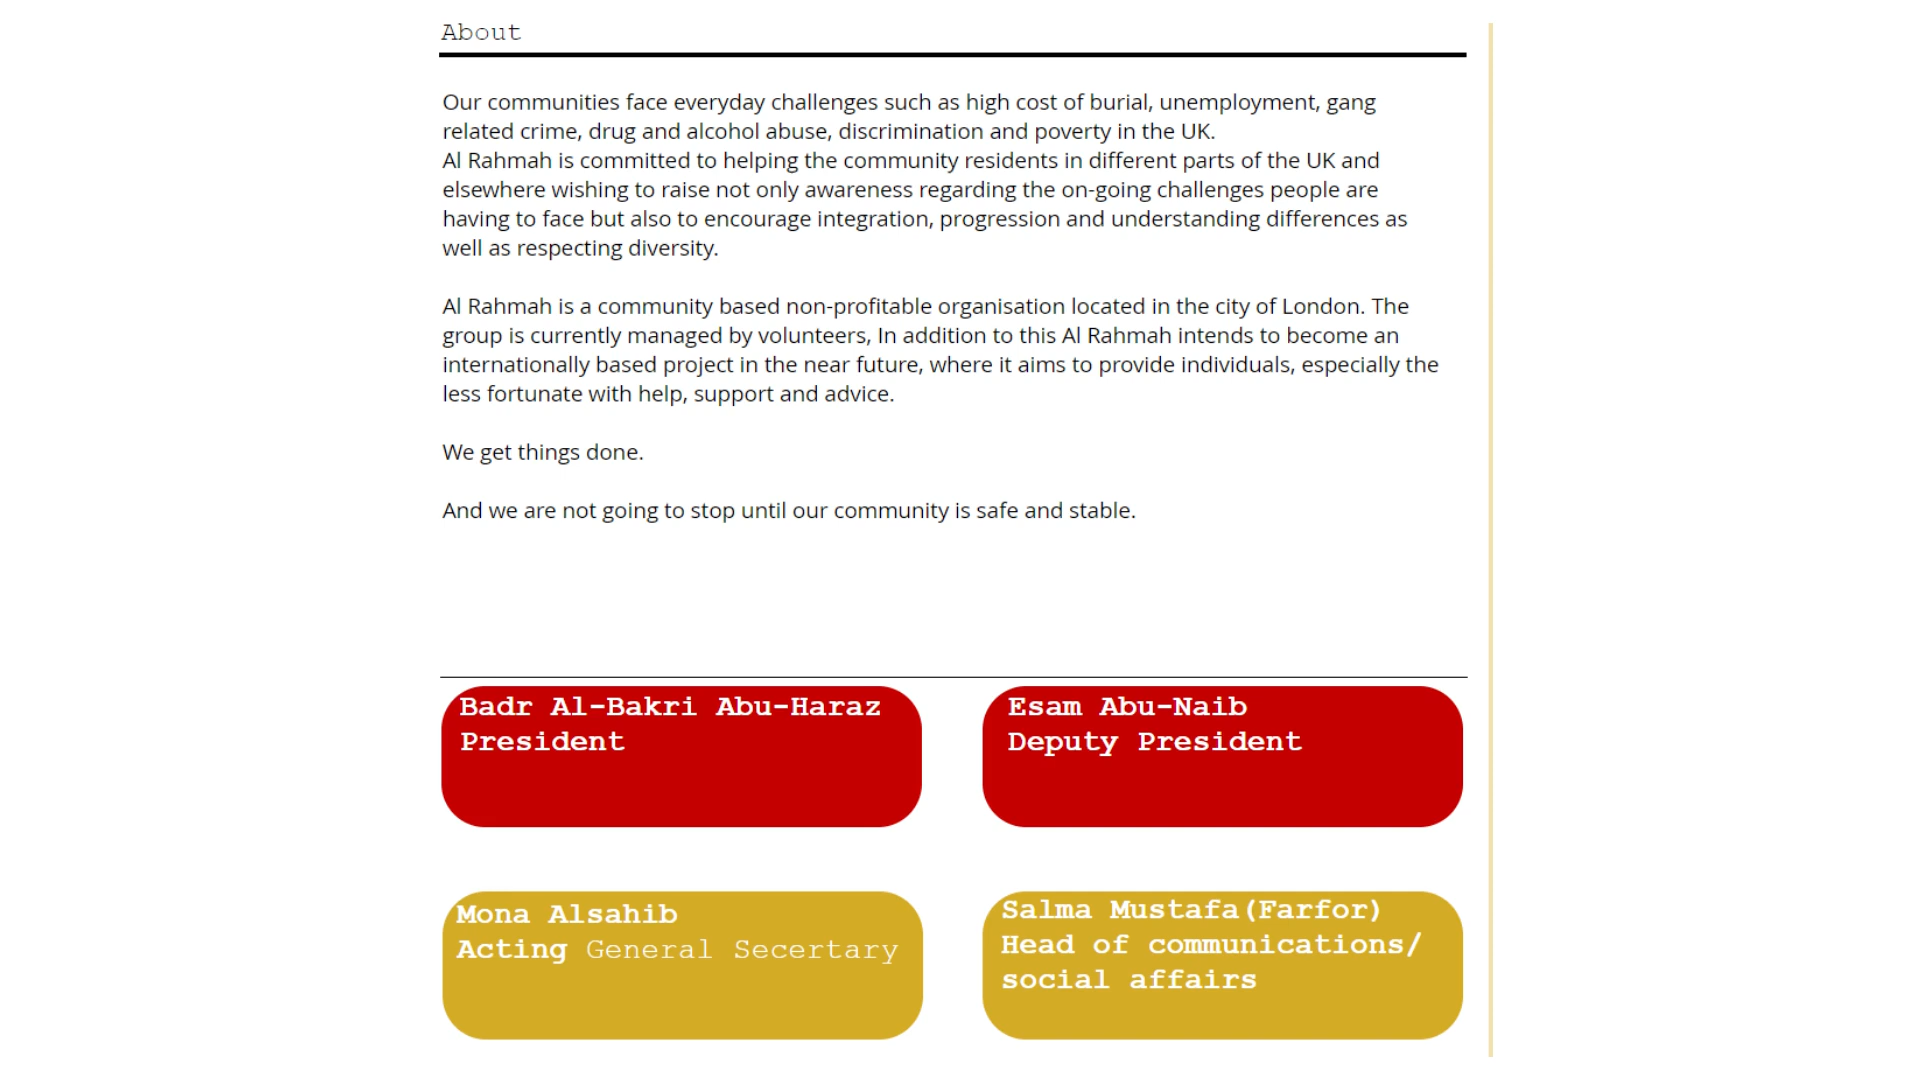 About
Our communities face everyday challenges such as high cost of burial, unemployment, gang
related crime, drug and alcohol abuse, discrimination and poverty in the UK.
Al Rahmah is committed to helping the community residents in different parts of the UK and
elsewhere wishing to raise not only awareness regarding the on-going challenges people are
having to face but also to encourage integration, progression and understanding differences as
well as respecting diversity.
Al Rahmah is a community based non-profitable organisation located in the city of London. The
group is currently managed by volunteers, In addition to this Al Rahmah intends to become an
internationally based project in the near future, where it aims to provide individuals, especially the
less fortunate with help, support and advice.
We get things done.
And we are not going to stop until our community is safe and stable.
Badr Al-Bakri Abu-Haraz
President
Esam Abu-Naib
Deputy President
Mona Alsahib
Acting General Secertary
Salma Mustafa(Farfor)
Head of communications/
social affairs